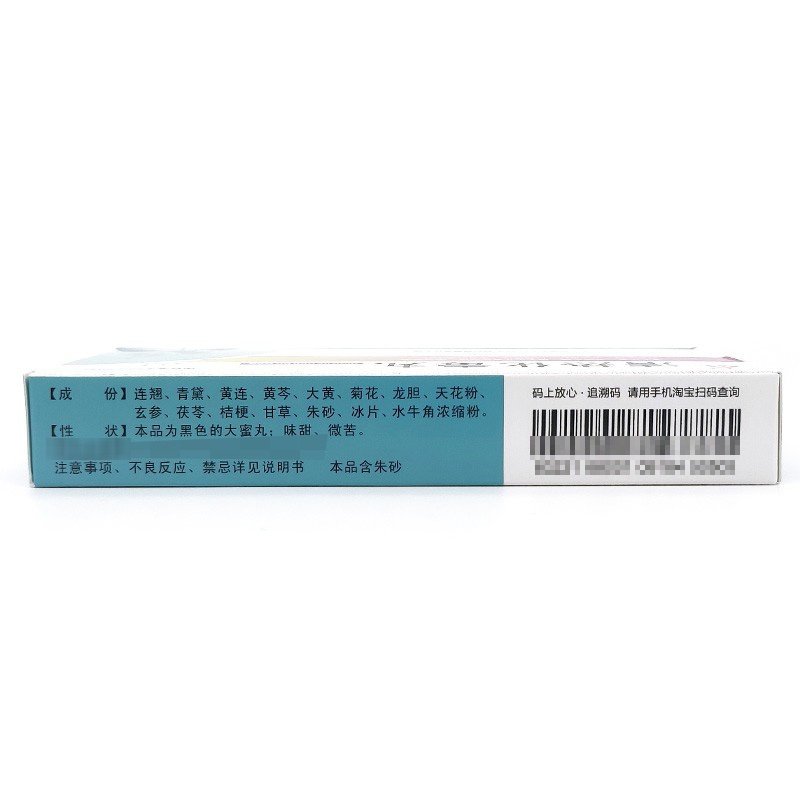 【成 份】连翘、青黛、黄连、黄芩、大黄、菊花、龙胆、天花粉、
玄参、茯苓、桔梗、甘草、朱砂、冰片、水牛角浓缩粉。
【性 状】本品为黑色的大蜜丸；味甜、微苦。
注意事项、不良反应、禁忌详见说明书 本品含朱砂
码上放心·追溯码 请用手机淘宝扫码查询